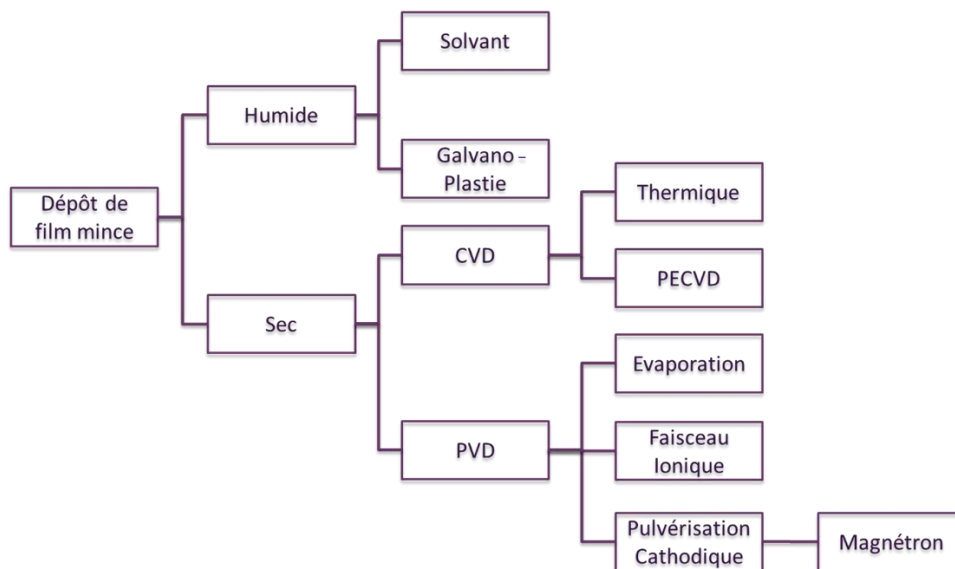 Solvant
Humide
Galvano-
Plastie
Thermique
Dépôt de
film mince
CVD
PECVD
Sec
Evaporation
PVD
Faisceau
Ionique
Pulvérisation
Cathodique
Magnétron